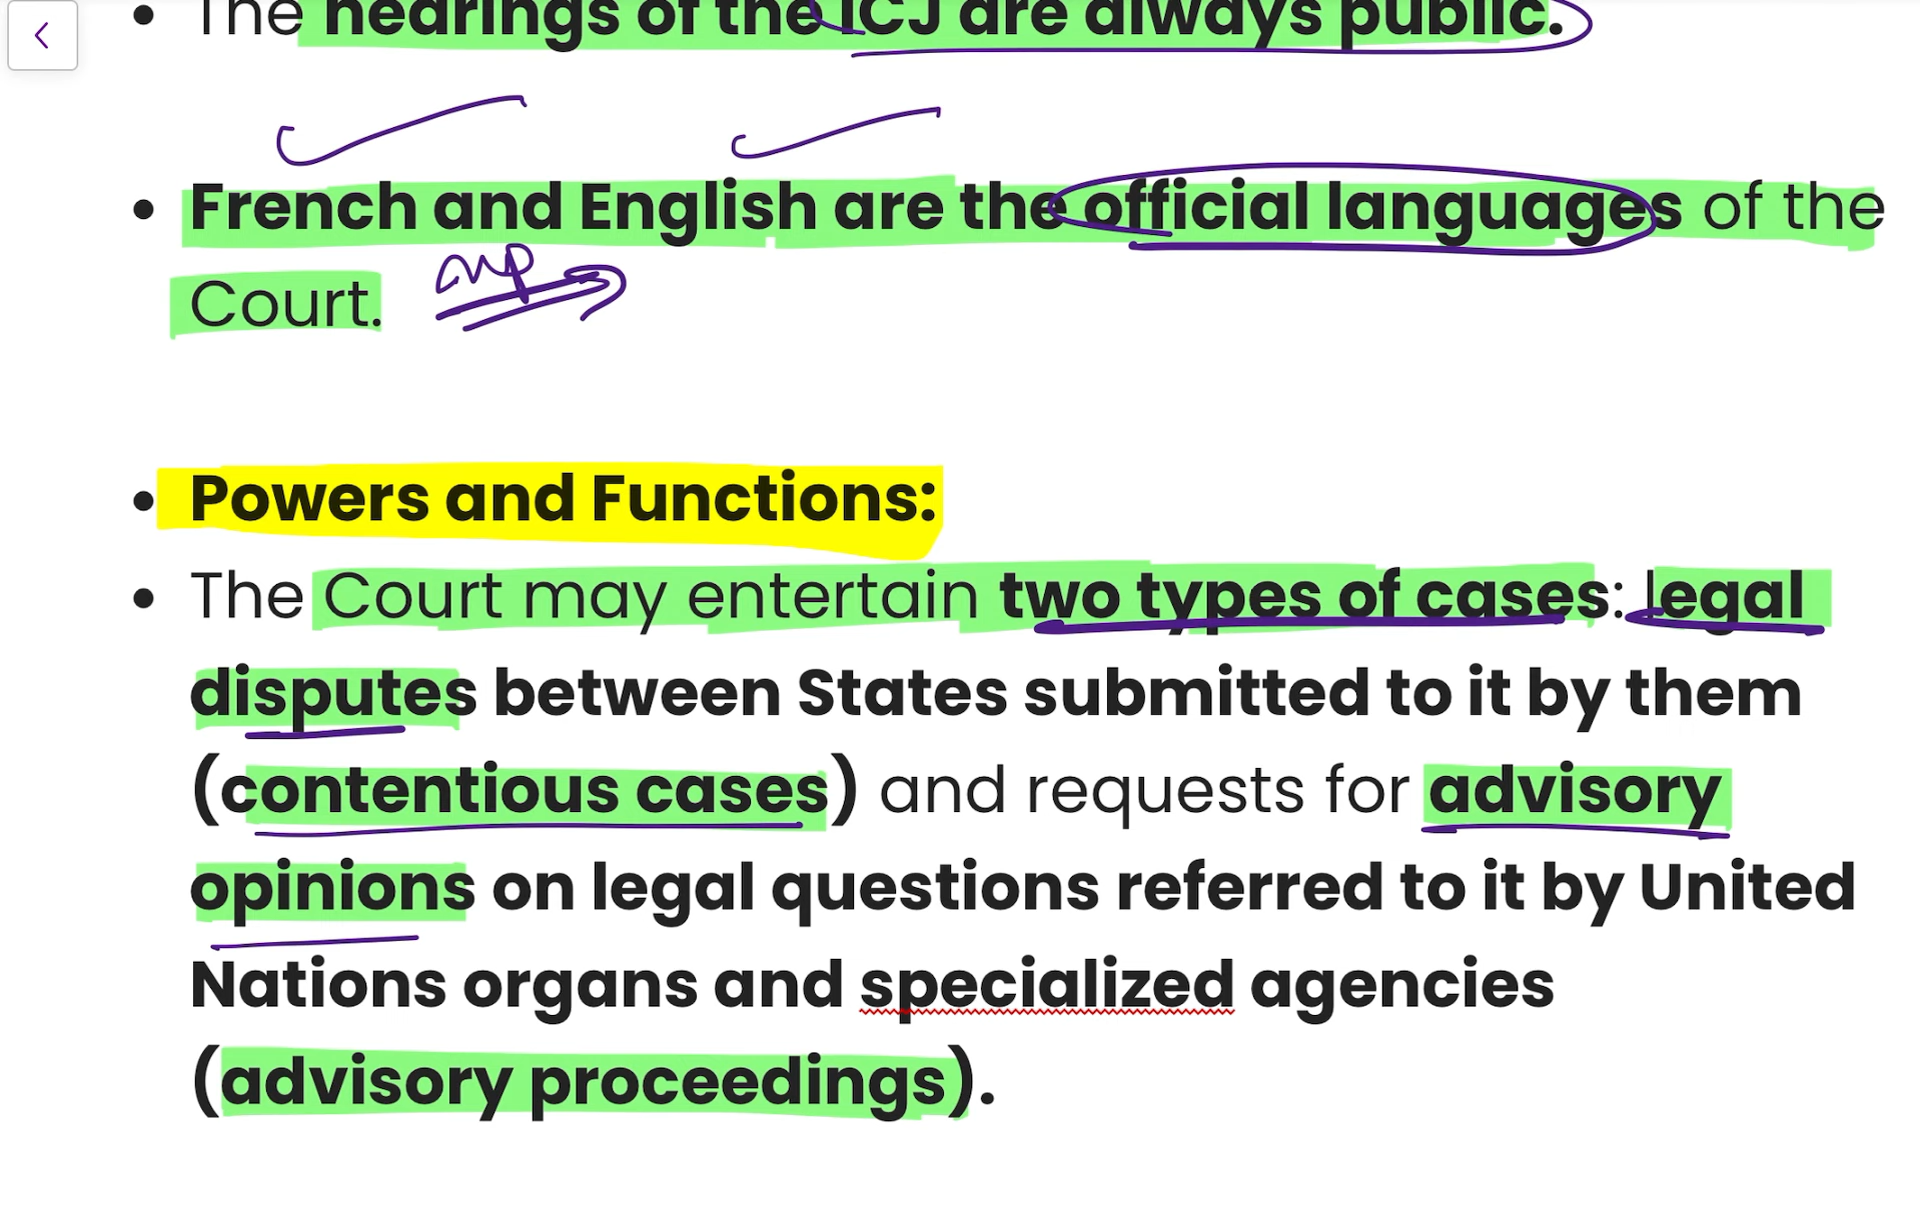 The hearings of the ICJ are always public.
French and English are the official languages of the
Court. imp
Powers and Functions:
The Court may entertain two types of cases: legal
disputes between States submitted to it by them
(contentious cases) and requests for advisory
opinions on legal questions referred to it by United
Nations organs and specialized agencies
(advisory proceedings).